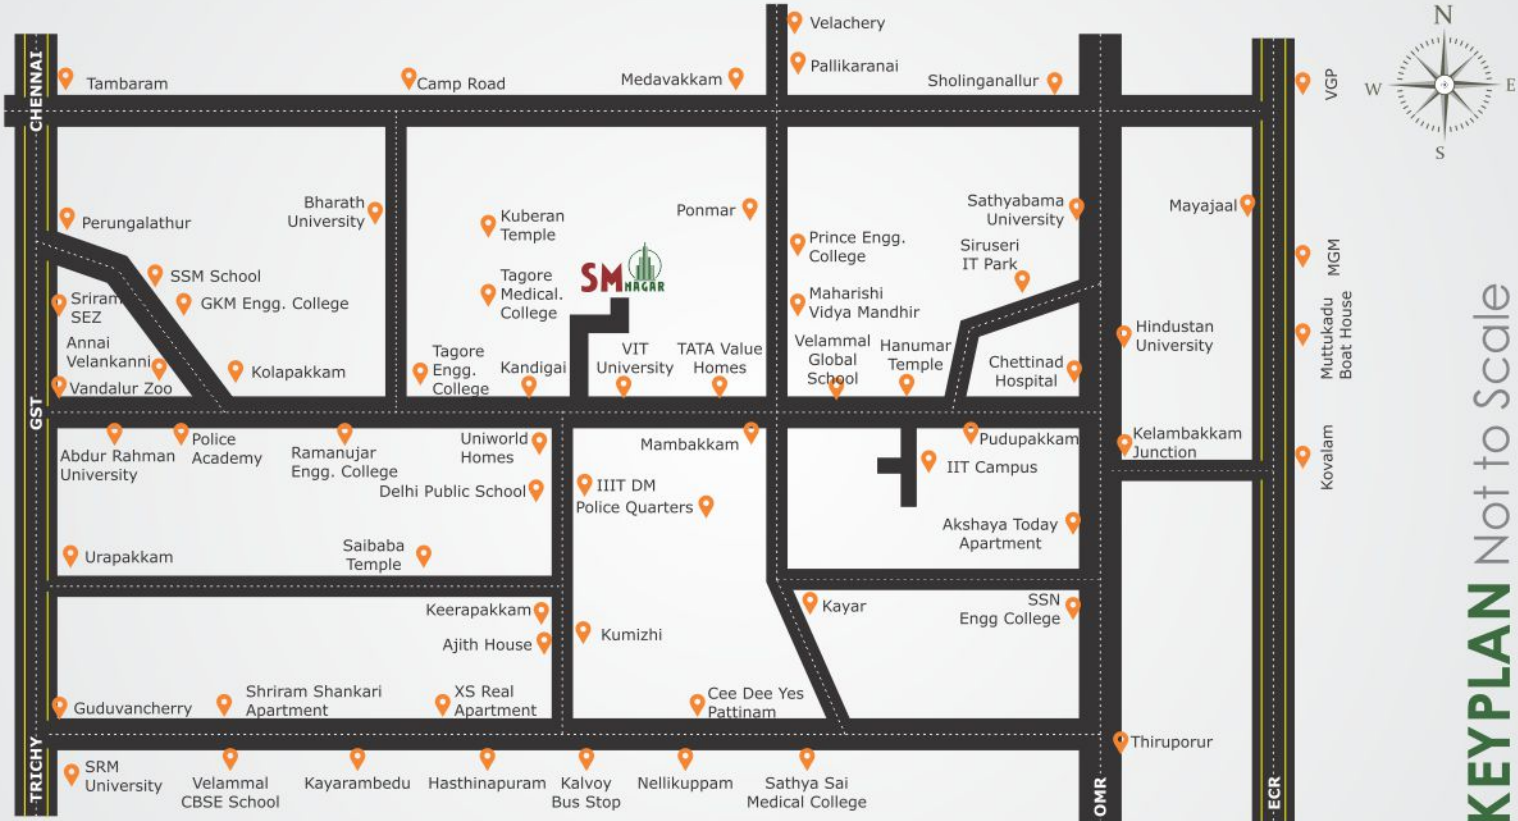 N
W
E
S
KEYPLAN Not to Scale
CHENNAI
GST
TRICHY
OMR
ECR
Velachery
Pallikaranai
Tambaram
Camp Road
Medavakkam
Sholinganallur
VGP
Perungalathur
Bharath
University
Kuberan
Temple
Ponmar
Prince Engg.
College
Sathyabama
University
Siruseri
IT Park
Mayajaal
MGM
SSM School
GKM Engg. College
Sriram
SEZ
Annai
Velankanni
Vandalur Zoo
Kolapakkam
Tagore
Medical.
College
SM NAGAR
Maharishi
Vidya Mandhir
Tagore
Engg.
College
Kandigai
VIT
University
TATA Value
Homes
Velammal
Global
School
Hanumar
Temple
Chettinad
Hospital
Hindustan
University
Muttukadu
Boat House
Abdur Rahman
University
Police
Academy
Ramanujar
Engg. College
Uniworld
Homes
Delhi Public School
Mambakkam
IIIT DM
Police Quarters
Pudupakkam
IIT Campus
Kelambakkam
Junction
Kovalam
Akshaya Today
Apartment
Urapakkam
Saibaba
Temple
Keerapakkam
Ajith House
Kumizhi
Kayar
SSN
Engg College
Guduvancherry
Shriram Shankari
Apartment
XS Real
Apartment
Cee Dee Yes
Pattinam
Thiruporur
SRM
University
Velammal
CBSE School
Kayarambedu
Hasthinapuram
Kalvoy
Bus Stop
Nellikuppam
Sathya Sai
Medical College